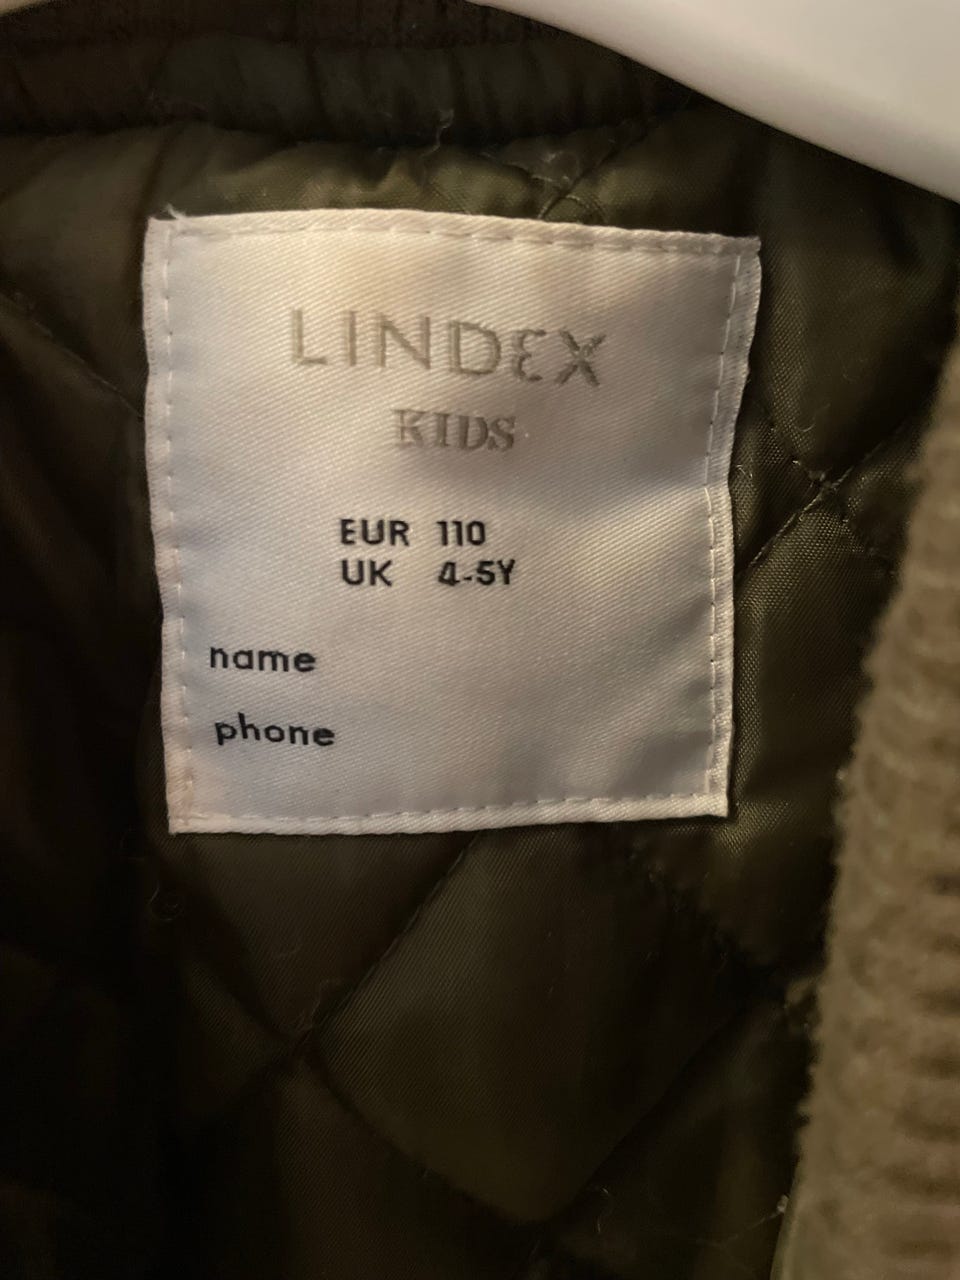 LINDEX
KIDS
EUR 110
UK 4-5Y
name
phone